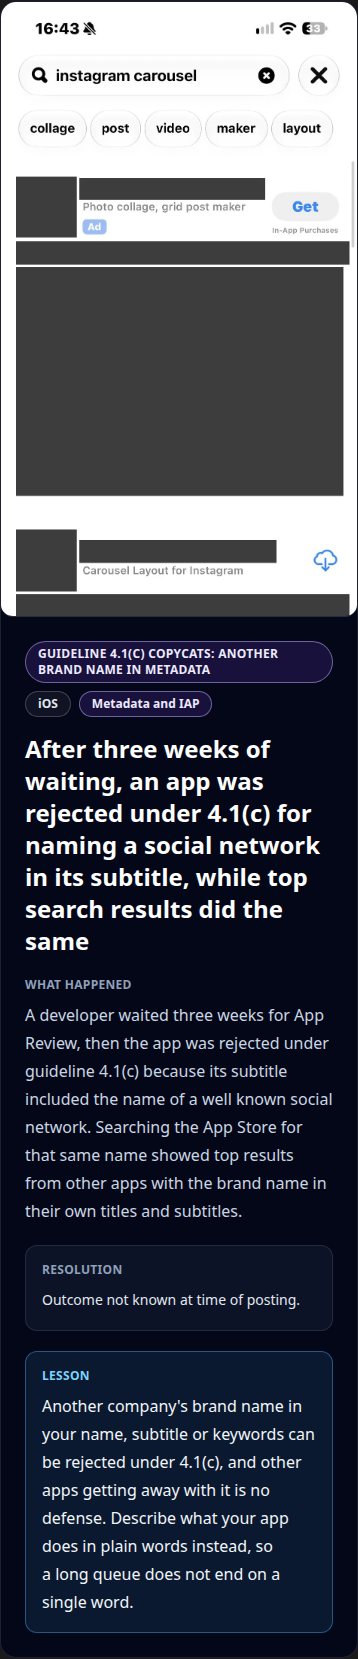 16:43
33
instagram carousel
collage post video maker layout
Photo collage, grid post maker
Get
Ad
In-App Purchases
Carousel Layout for Instagram
GUIDELINE 4.1(C) COPYCATS: ANOTHER
BRAND NAME IN METADATA
iOS
Metadata and IAP
After three weeks of
waiting, an app was
rejected under 4.1(c) for
naming a social network
in its subtitle, while top
search results did the
same
WHAT HAPPENED
A developer waited three weeks for App
Review, then the app was rejected under
guideline 4.1(c) because its subtitle
included the name of a well known social
network. Searching the App Store for
that same name showed top results
from other apps with the brand name in
their own titles and subtitles.
RESOLUTION
Outcome not known at time of posting.
LESSON
Another company's brand name in
your name, subtitle or keywords can
be rejected under 4.1(c), and other
apps getting away with it is no
defense. Describe what your app
does in plain words instead, so
a long queue does not end on a
single word.